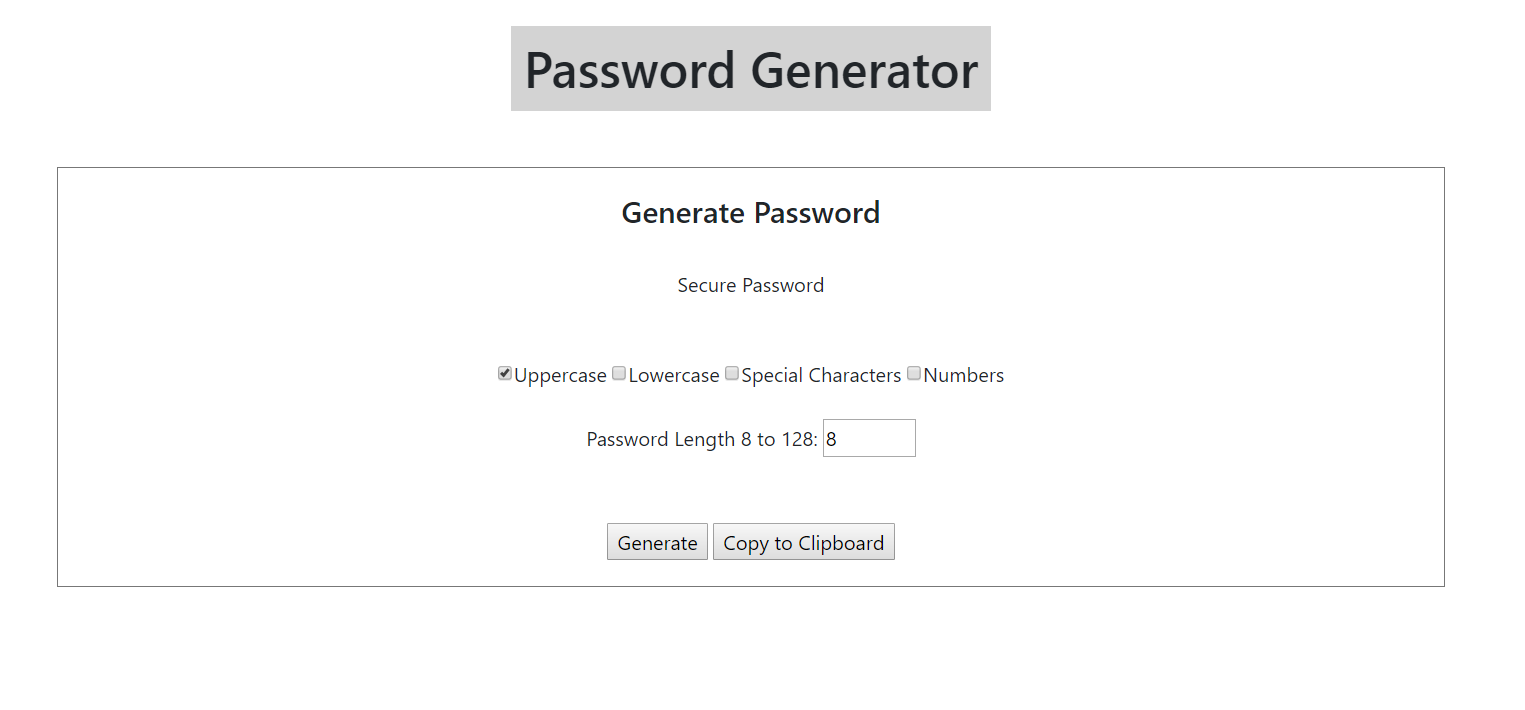 Password Generator
Generate Password
Secure Password
Uppercase Lowercase Special Characters Numbers
Password Length 8 to 128: 8
Generate Copy to Clipboard